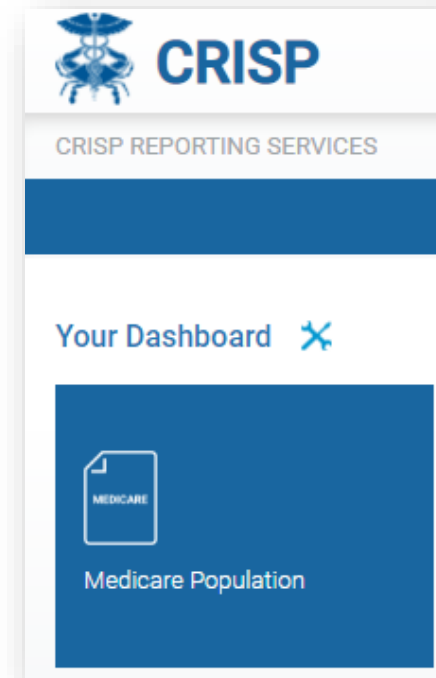 CRISP
CRISP REPORTING SERVICES
Your Dashboard
MEDICARE
Medicare Population